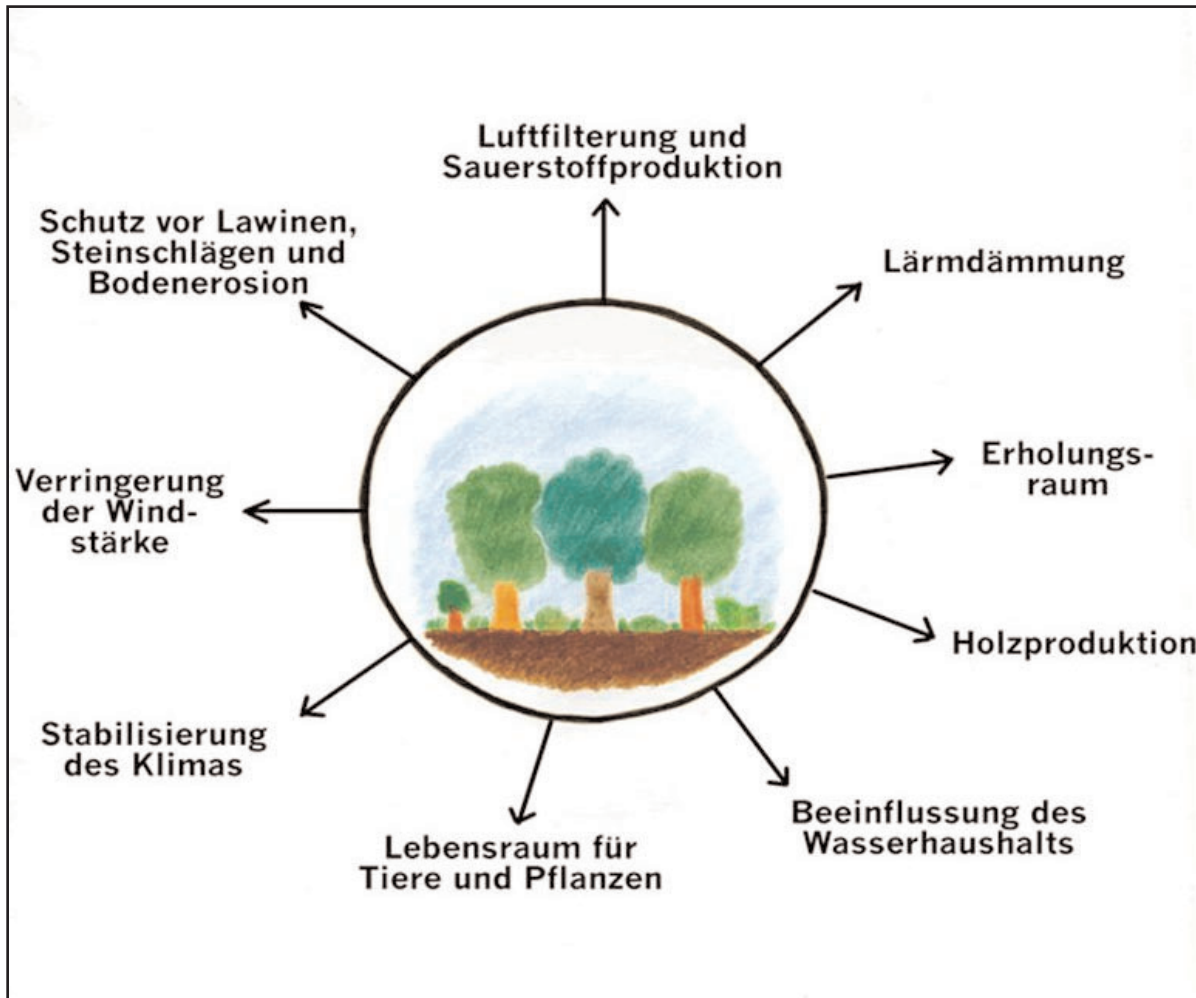 Luftfilterung und
Sauerstoffproduktion
Lärmdämmung
Erholungs-
raum
Holzproduktion
Beeinflussung des
Wasserhaushalts
Lebensraum für
Tiere und Pflanzen
Stabilisierung
des Klimas
Verringerung
der Wind-
stärke
Schutz vor Lawinen,
Steinschlägen und
Bodenerosion